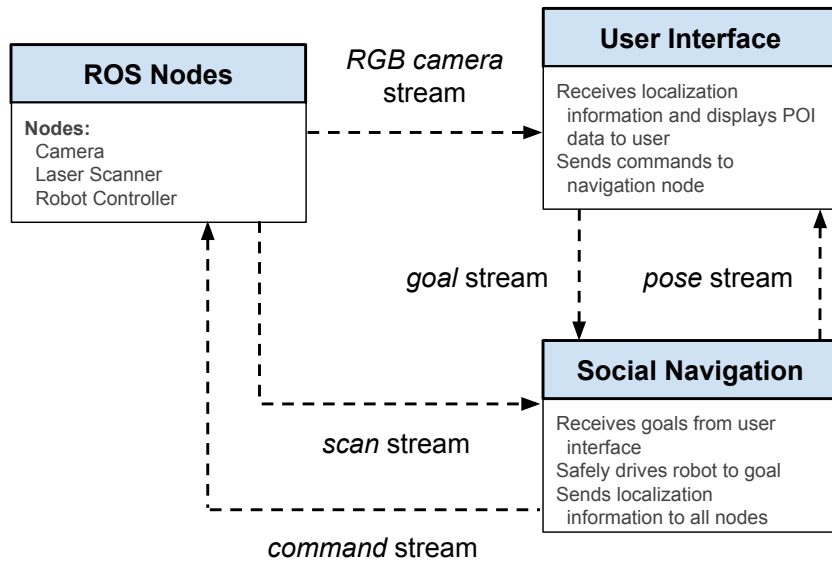 ROS Nodes
Nodes:
Camera
Laser Scanner
Robot Controller
RGB camera
stream
User Interface
Receives localization
information and displays POI
data to user
Sends commands to
navigation node
goal stream
pose stream
Social Navigation
Receives goals from user
interface
Safely drives robot to goal
Sends localization
information to all nodes
scan stream
command stream